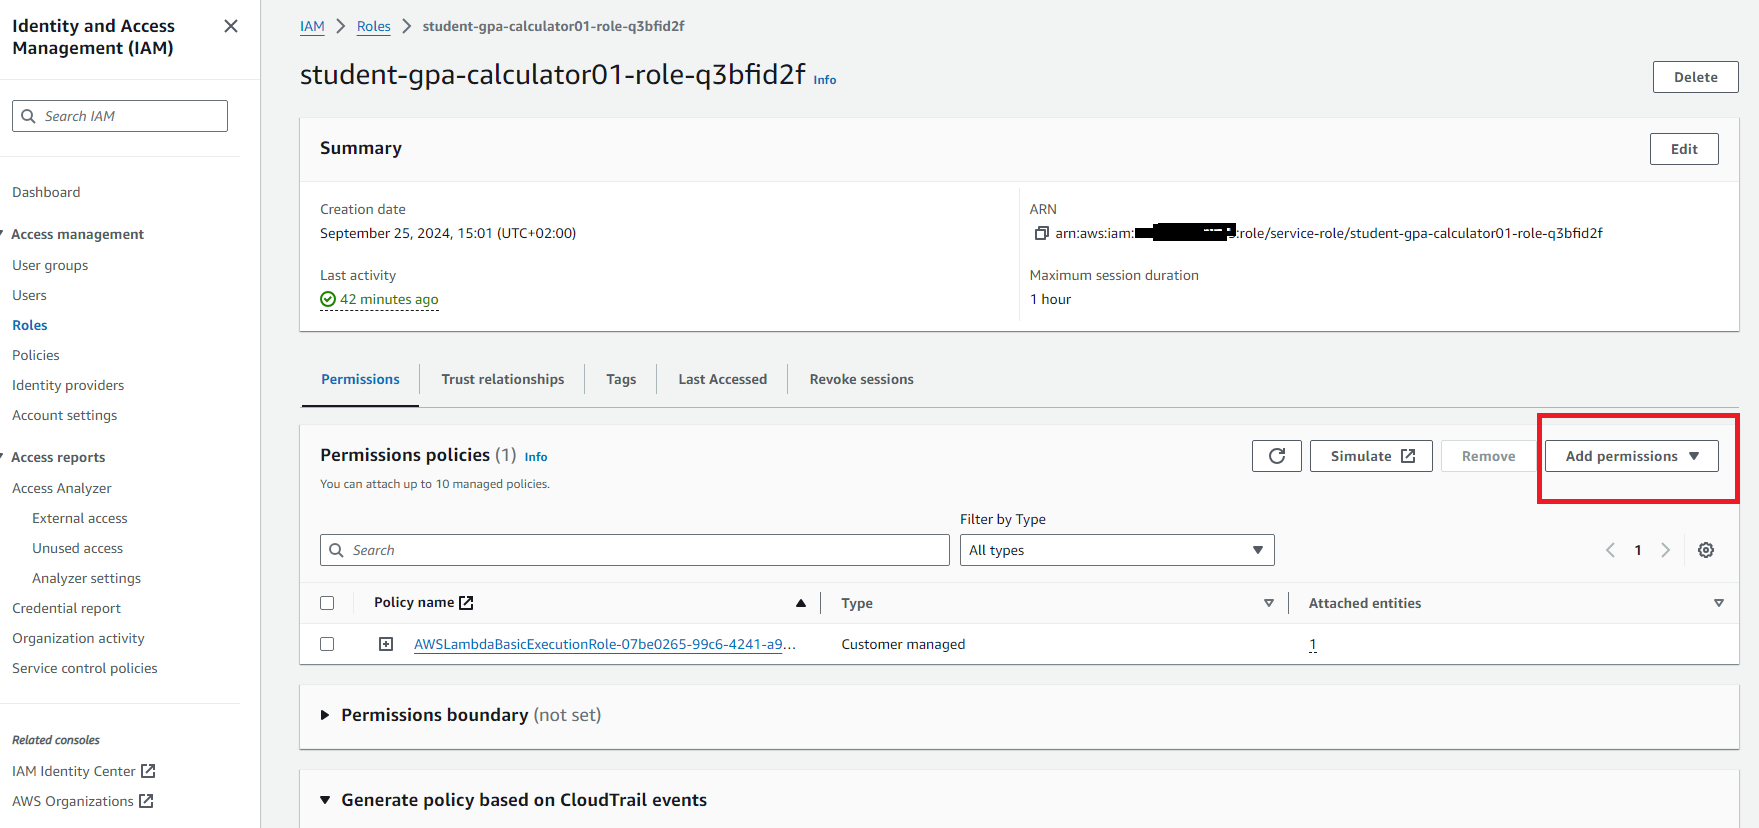 Identity and Access
Management (IAM)
Search IAM
Dashboard
Access management
User groups
Users
Roles
Policies
Identity providers
Account settings
Access reports
Access Analyzer
External access
Unused access
Analyzer settings
Credential report
Organization activity
Service control policies
Related consoles
IAM Identity Center
AWS Organizations
IAM > Roles > student-gpa-calculator01-role-q3bfid2f
student-gpa-calculator01-role-q3bfid2f Info
Delete
Summary
Edit
Creation date
September 25, 2024, 15:01 (UTC+02:00)
ARN
arn:aws:iam: :role/service-role/student-gpa-calculator01-role-q3bfid2f
Last activity
42 minutes ago
Maximum session duration
1 hour
Permissions
Trust relationships
Tags
Last Accessed
Revoke sessions
Permissions policies (1) Info
You can attach up to 10 managed policies.
Simulate
Remove
Add permissions
Filter by Type
Search
All types
1
Policy name
Type
Attached entities
AWSLambdaBasicExecutionRole-07be0265-99c6-4241-a9...
Customer managed
1
Permissions boundary (not set)
Generate policy based on CloudTrail events